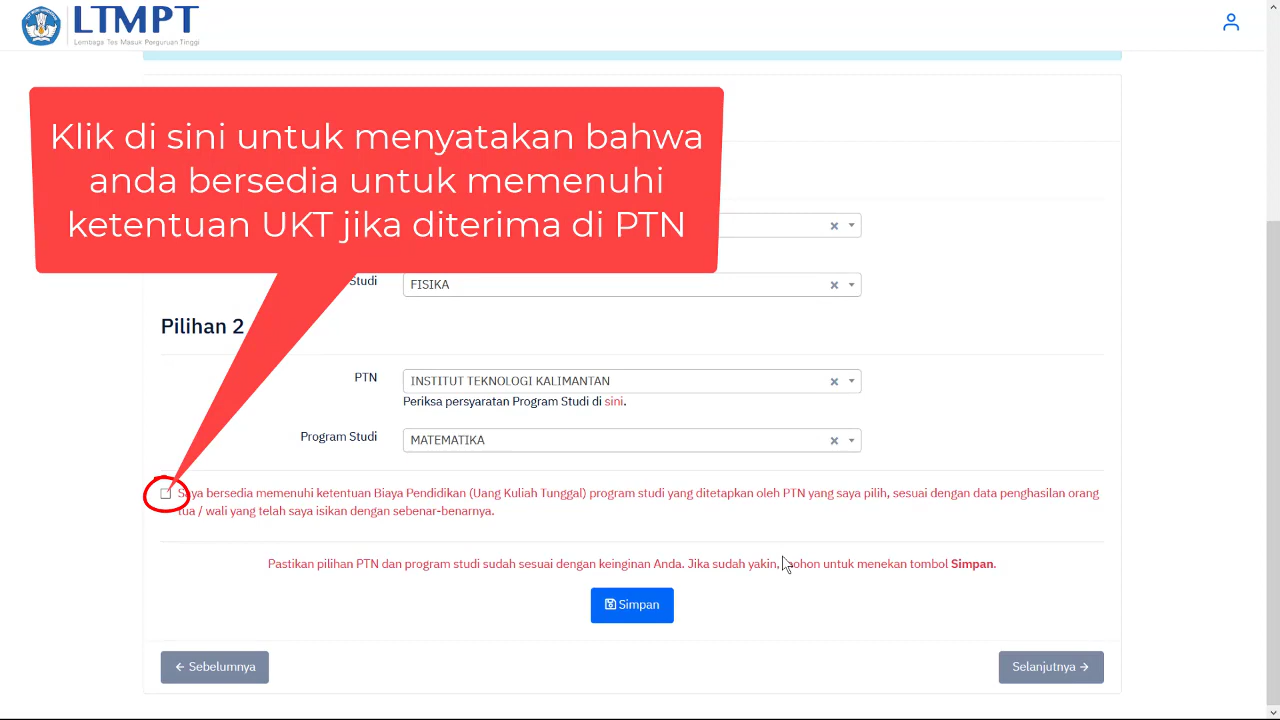 LTMPT
Lembaga Tes Masuk Perguruan Tinggi
Klik di sini untuk menyatakan bahwa
anda bersedia untuk memenuhi
ketentuan UKT jika diterima di PTN
Studi
FISIKA
Pilihan 2
PTN
INSTITUT TEKNOLOGI KALIMANTAN
Periksa persyaratan Program Studi di sini.
Program Studi
MATEMATIKA
Saya bersedia memenuhi ketentuan Biaya Pendidikan (Uang Kuliah Tunggal) program studi yang ditetapkan oleh PTN yang saya pilih, sesuai dengan data penghasilan orang
tua / wali yang telah saya isikan dengan sebenar-benarnya.
Pastikan pilihan PTN dan program studi sudah sesuai dengan keinginan Anda. Jika sudah yakin, mohon untuk menekan tombol Simpan.
Simpan
← Sebelumnya
Selanjutnya →